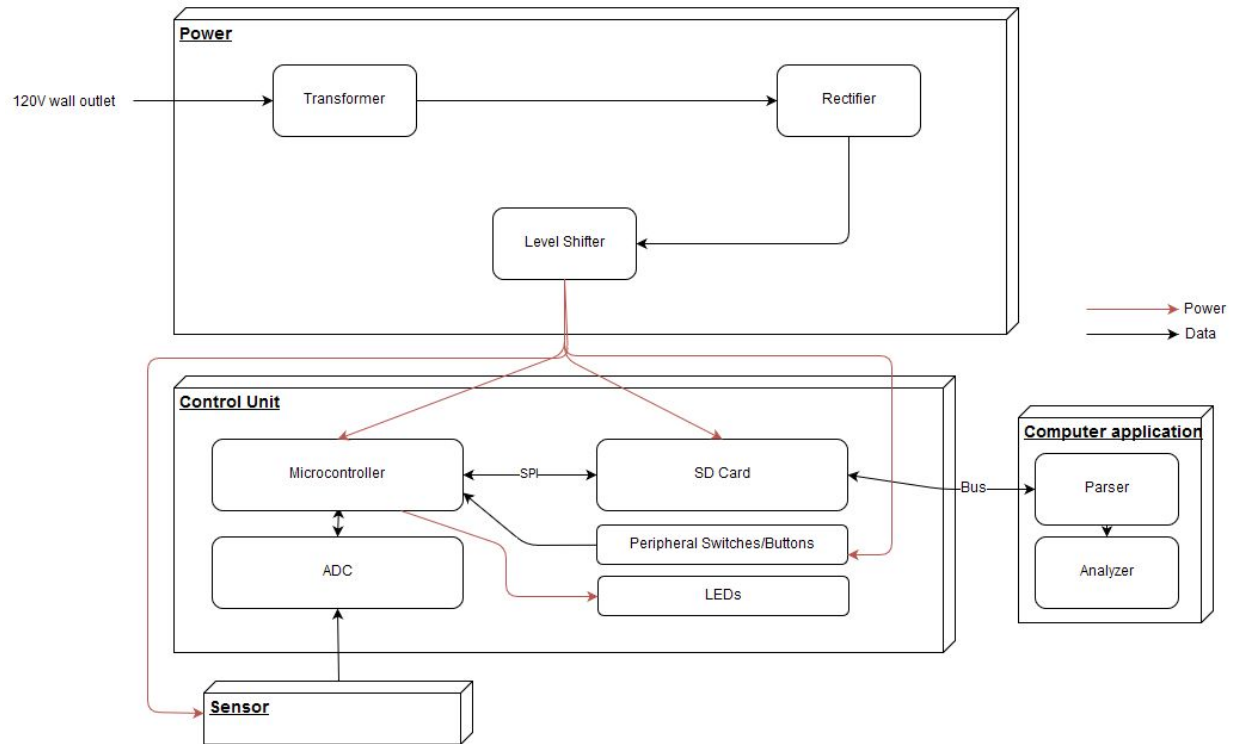 Power
120V wall outlet
Transformer
Rectifier
Level Shifter
Power
Data
Control Unit
Computer application
Microcontroller
SPI
SD Card
Bus
Parser
Peripheral Switches/Buttons
ADC
Analyzer
LEDs
Sensor